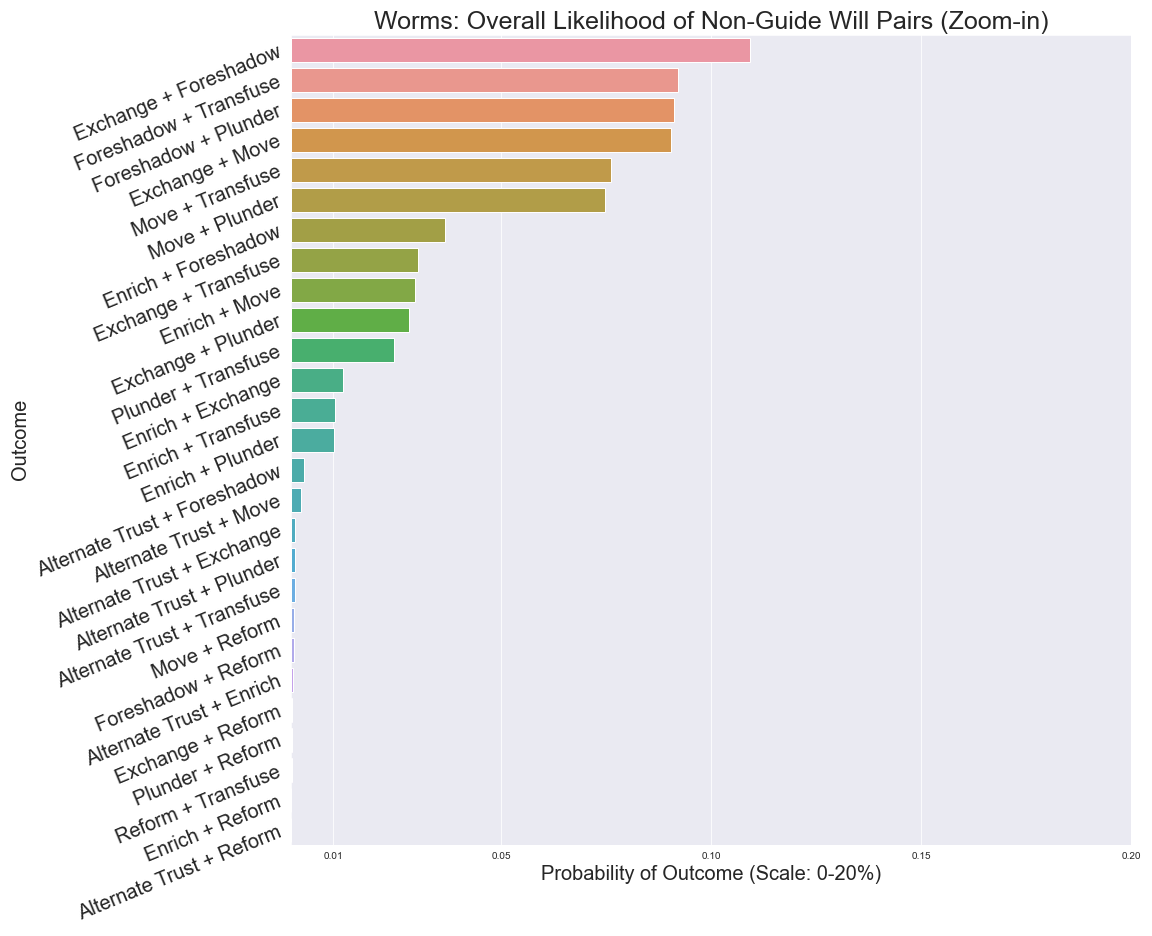 Worms: Overall Likelihood of Non-Guide Will Pairs (Zoom-in)
Exchange + Foreshadow
Foreshadow + Transfuse
Foreshadow + Plunder
Exchange + Move
Move + Transfuse
Move + Plunder
Enrich + Foreshadow
Exchange + Transfuse
Enrich + Move
Exchange + Plunder
Plunder + Transfuse
Enrich + Exchange
Enrich + Transfuse
Enrich + Plunder
Alternate Trust + Foreshadow
Alternate Trust + Move
Alternate Trust + Exchange
Alternate Trust + Plunder
Alternate Trust + Transfuse
Move + Reform
Foreshadow + Reform
Alternate Trust + Enrich
Exchange + Reform
Plunder + Reform
Reform + Transfuse
Enrich + Reform
Alternate Trust + Reform
Outcome
0.01 0.05 0.10 0.15 0.20
Probability of Outcome (Scale: 0-20%)